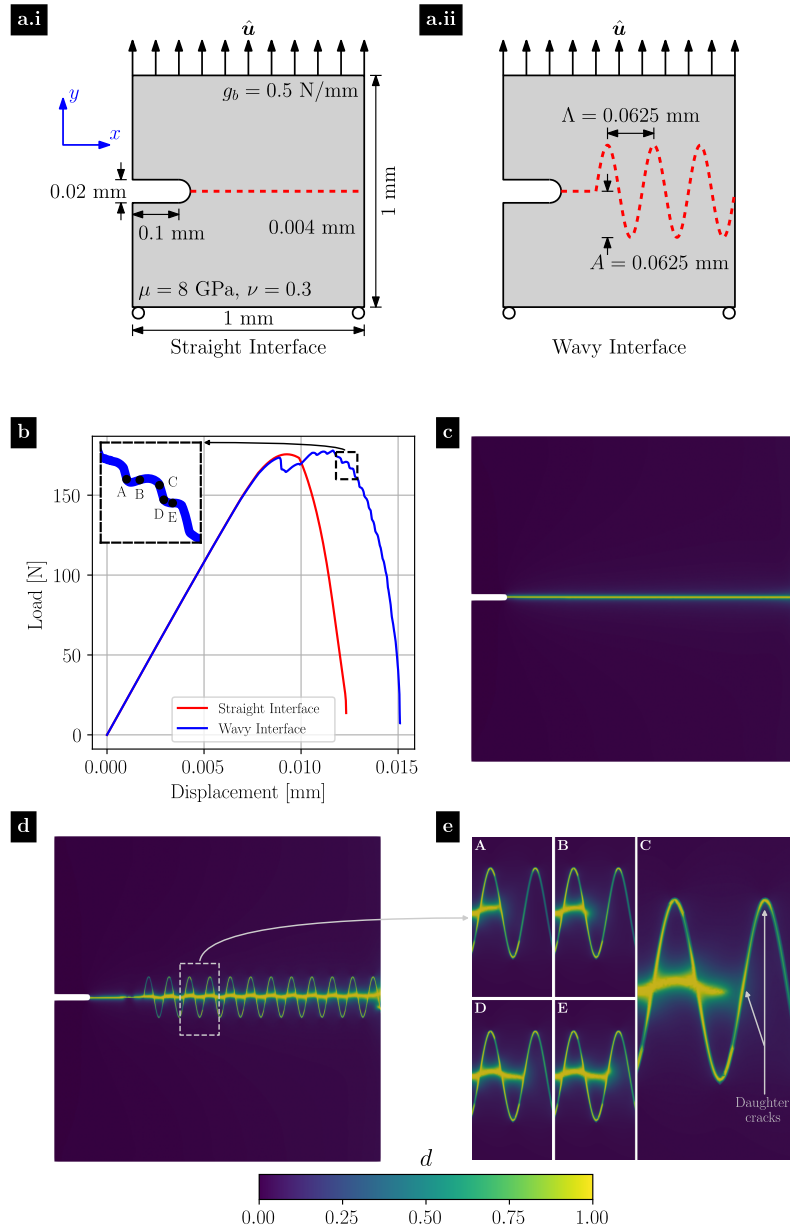 a.i
a.ii
û
û
g_b = 0.5 N/mm
Λ = 0.0625 mm
y
x
0.02 mm
1 mm
0.1 mm
0.004 mm
A = 0.0625 mm
μ = 8 GPa, ν = 0.3
1 mm
Straight Interface
Wavy Interface
b
c
A
B
C
D
E
150
100
50
0
Load [N]
Straight Interface
Wavy Interface
0.000
0.005
0.010
0.015
Displacement [mm]
d
e
A
B
C
D
E
Daughter
cracks
d
0.00
0.25
0.50
0.75
1.00